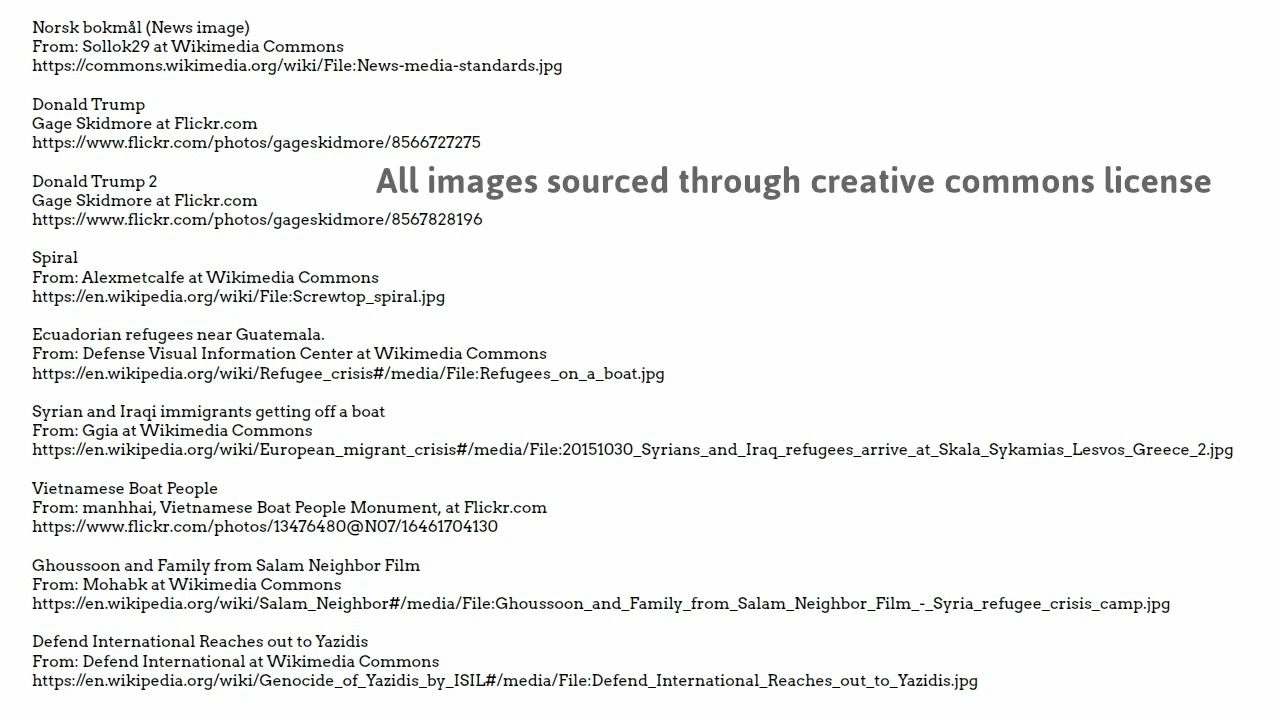 Norsk bokmål (News image)
From: Sollok29 at Wikimedia Commons
https://commons.wikimedia.org/wiki/File:News-media-standards.jpg
Donald Trump
Gage Skidmore at Flickr.com
https://www.flickr.com/photos/gageskidmore/8566727275
All images sourced through creative commons license
Donald Trump 2
Gage Skidmore at Flickr.com
https://www.flickr.com/photos/gageskidmore/8567828196
Spiral
From: Alexmetcalfe at Wikimedia Commons
https://en.wikipedia.org/wiki/File:Screwtop_spiral.jpg
Ecuadorian refugees near Guatemala.
From: Defense Visual Information Center at Wikimedia Commons
https://en.wikipedia.org/wiki/Refugee_crisis#/media/File:Refugees_on_a_boat.jpg
Syrian and Iraqi immigrants getting off a boat
From: Ggia at Wikimedia Commons
https://en.wikipedia.org/wiki/European_migrant_crisis#/media/File:20151030_Syrians_and_Iraq_refugees_arrive_at_Skala_Sykamias_Lesvos_Greece_2.jpg
Vietnamese Boat People
From: manhhai, Vietnamese Boat People Monument, at Flickr.com
https://www.flickr.com/photos/13476480@N07/16461704130
Ghoussoon and Family from Salam Neighbor Film
From: Mohabk at Wikimedia Commons
https://en.wikipedia.org/wiki/Salam_Neighbor#/media/File:Ghoussoon_and_Family_from_Salam_Neighbor_Film_-_Syria_refugee_crisis_camp.jpg
Defend International Reaches out to Yazidis
From: Defend International at Wikimedia Commons
https://en.wikipedia.org/wiki/Genocide_of_Yazidis_by_ISIL#/media/File:Defend_International_Reaches_out_to_Yazidis.jpg